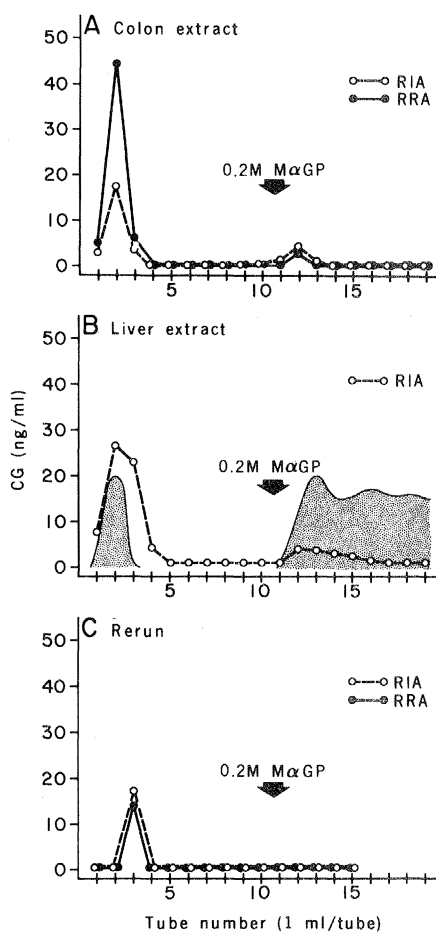 A Colon extract
50
40
30
20
10
0
RIA
RRA
0.2M MαGP
5
10
15
B Liver extract
50
40
30
20
10
0
RIA
0.2M MαGP
5
10
15
CG (ng/ml)
C Rerun
50
40
30
20
10
0
RIA
RRA
0.2M MαGP
5
10
15
Tube number (1 ml/tube)